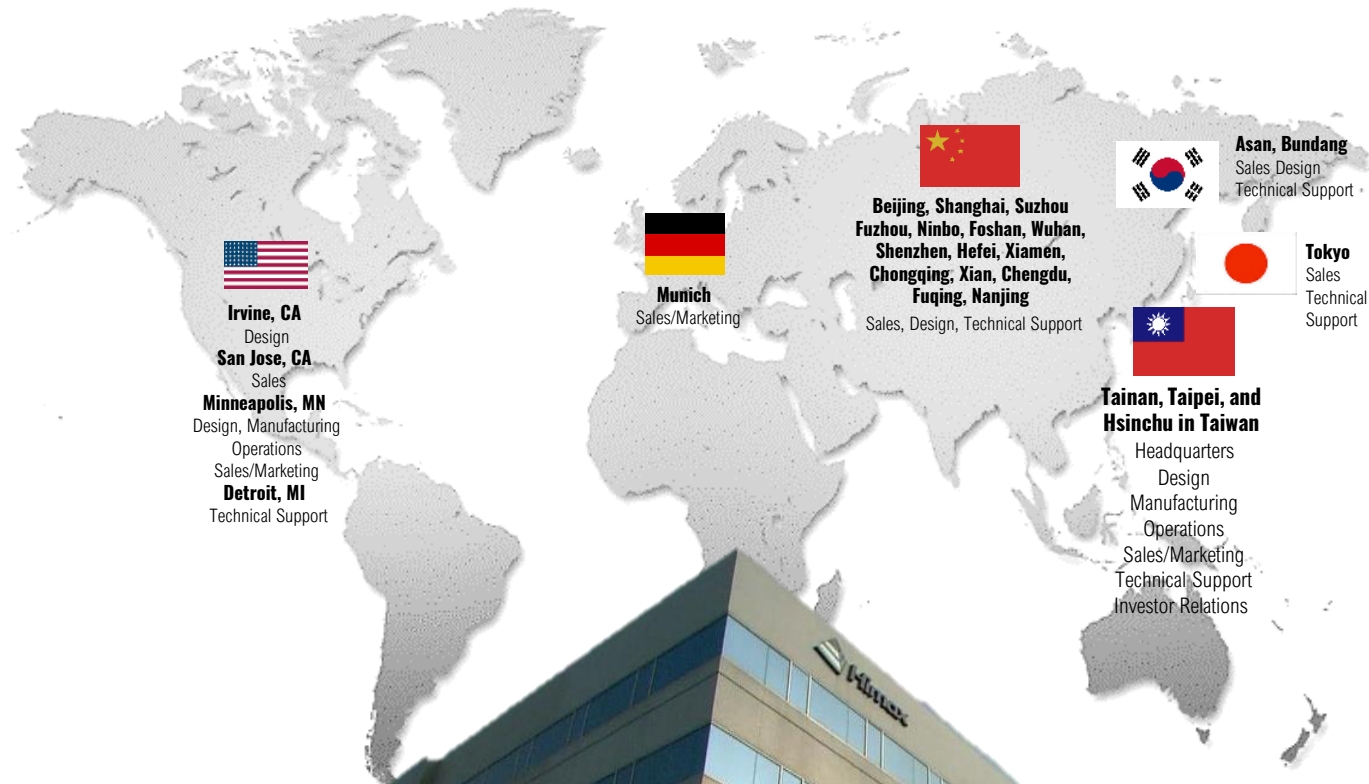 Irvine, CA
Design
San Jose, CA
Sales
Minneapolis, MN
Design, Manufacturing
Operations
Sales/Marketing
Detroit, MI
Technical Support
Munich
Sales/Marketing
Beijing, Shanghai, Suzhou
Fuzhou, Ninbo, Foshan, Wuhan,
Shenzhen, Hefei, Xiamen,
Chongqing, Xian, Chengdu,
Fuqing, Nanjing
Sales, Design, Technical Support
Asan, Bundang
Sales Design
Technical Support
Tokyo
Sales
Technical
Support
Tainan, Taipei, and
Hsinchu in Taiwan
Headquarters
Design
Manufacturing
Operations
Sales/Marketing
Technical Support
Investor Relations
Himax